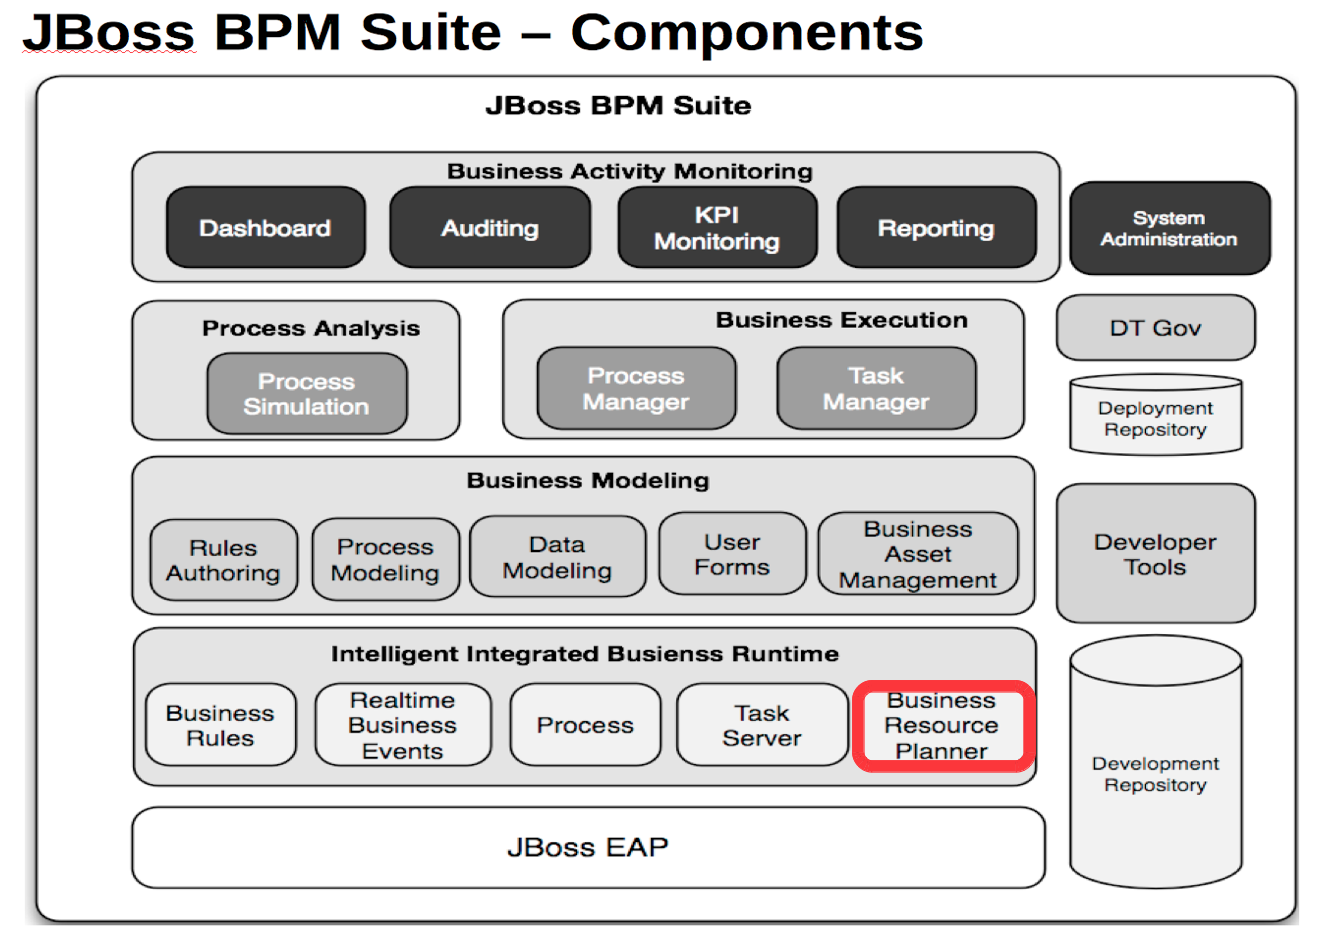 JBoss BPM Suite – Components
JBoss BPM Suite
Business Activity Monitoring
Dashboard
Auditing
KPI
Monitoring
Reporting
System
Administration
Process Analysis
Process
Simulation
Business Execution
Process
Manager
Task
Manager
DT Gov
Deployment
Repository
Business Modeling
Rules
Authoring
Process
Modeling
Data
Modeling
User
Forms
Business
Asset
Management
Developer
Tools
Intelligent Integrated Busienss Runtime
Business
Rules
Realtime
Business
Events
Process
Task
Server
Business
Resource
Planner
Development
Repository
JBoss EAP